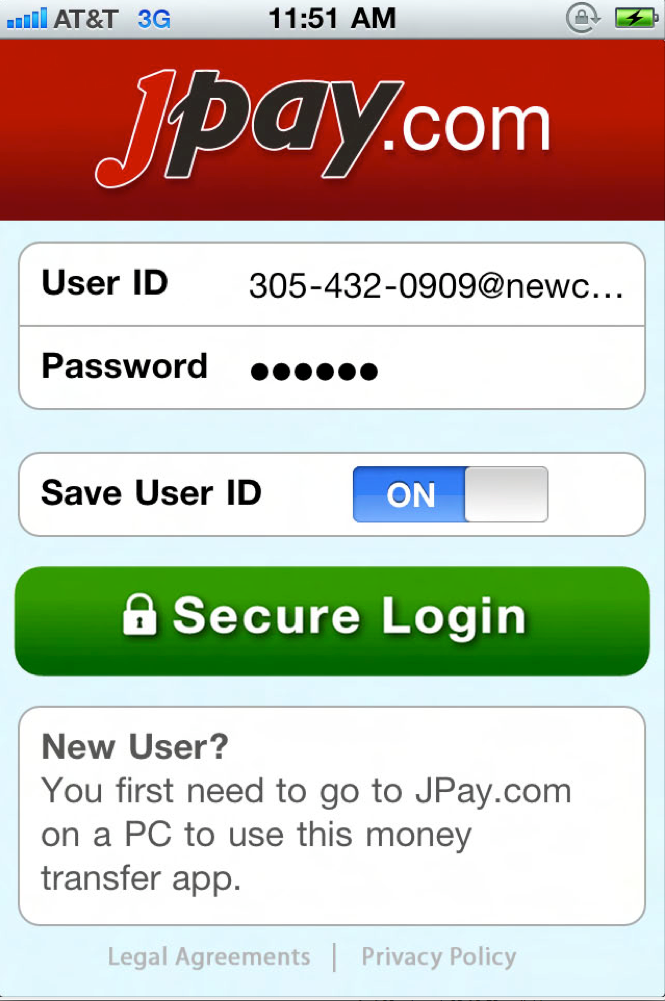 AT&T 3G 11:51 AM
JPay.com
User ID 305-432-0909@newc...
Password ●●●●●●
Save User ID ON
Secure Login
New User?
You first need to go to JPay.com
on a PC to use this money
transfer app.
Legal Agreements | Privacy Policy